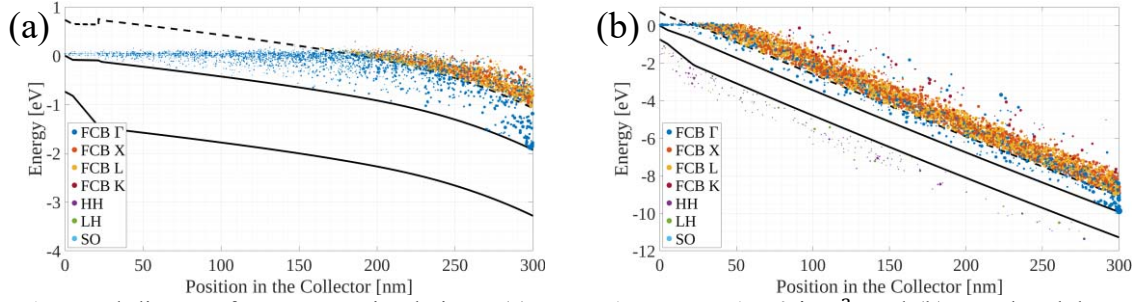 (a)
1
0
-1
-2
-3
-4
Energy [eV]
FCB Γ
FCB X
FCB L
FCB K
HH
LH
SO
0 50 100 150 200 250 300
Position in the Collector [nm]
(b)
0
-2
-4
-6
-8
-10
-12
Energy [eV]
FCB Γ
FCB X
FCB L
FCB K
HH
LH
SO
0 50 100 150 200 250 300
Position in the Collector [nm]